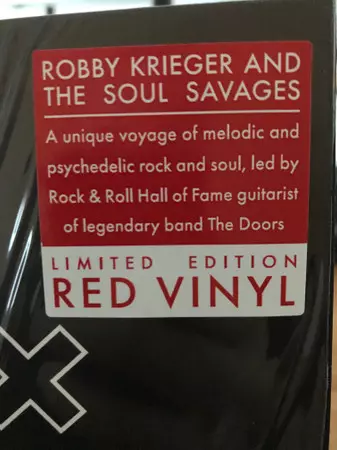 ROBBY KRIEGER AND
THE SOUL SAVAGES
A unique voyage of melodic and
psychedelic rock and soul, led by
Rock & Roll Hall of Fame guitarist
of legendary band The Doors
LIMITED EDITION
RED VINYL